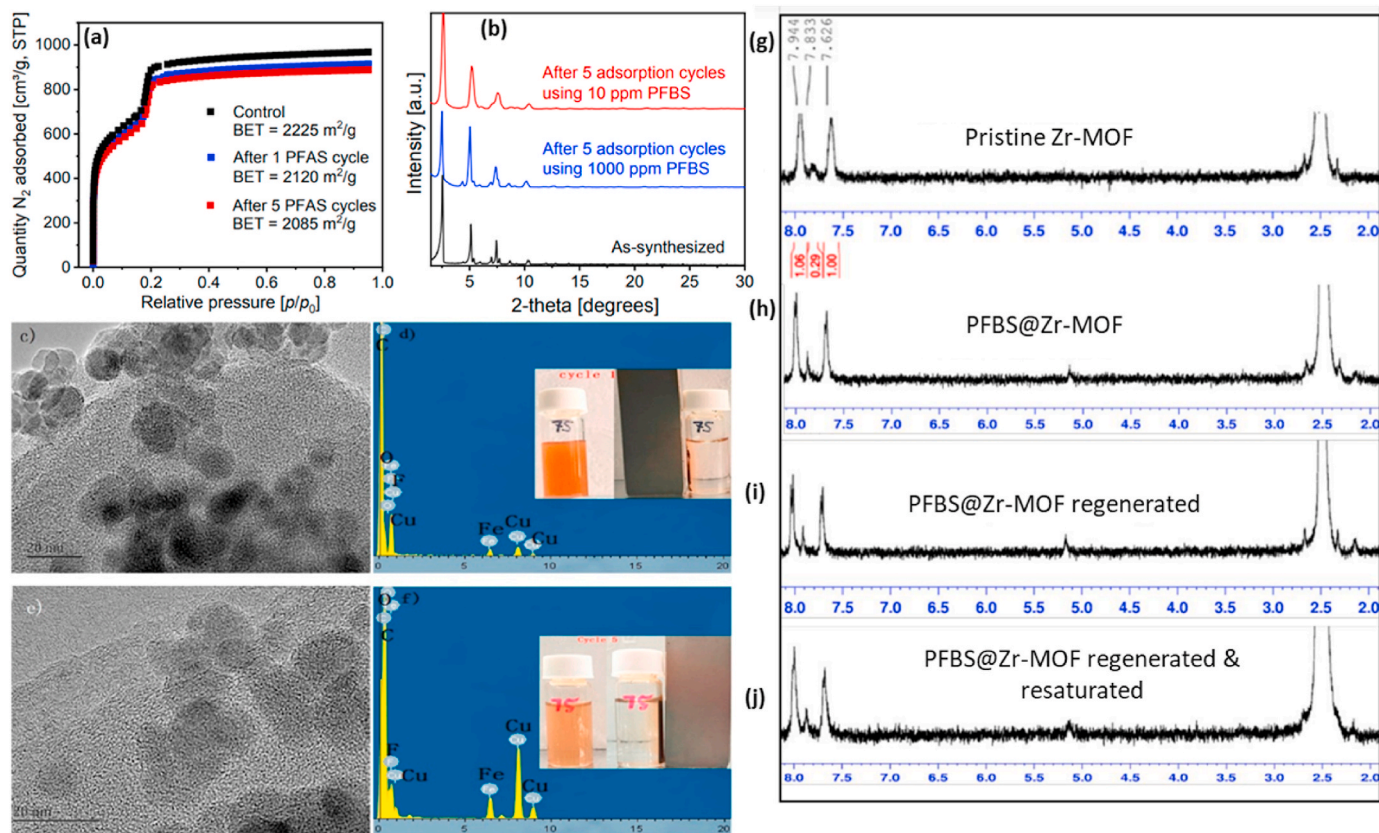 (a)
1000
800
600
400
200
0
Quantity N2 adsorbed [cm³/g, STP]
Control
BET = 2225 m²/g
After 1 PFAS cycle
BET = 2120 m²/g
After 5 PFAS cycles
BET = 2085 m²/g
0.0 0.2 0.4 0.6 0.8 1.0
Relative pressure [p/p0]
(b)
Intensity [a.u.]
After 5 adsorption cycles
using 10 ppm PFBS
After 5 adsorption cycles
using 1000 ppm PFBS
As-synthesized
5 10 15 20 25 30
2-theta [degrees]
c)
20 nm
d)
C
O
F
Cu
Fe
Cu
Cu
0 5 10 15 20
cycle 1
75
75
e)
20 nm
f)
O
C
F
Cu
Fe
Cu
Cu
0 5 10 15 20
Cycle 5
75
75
(g)
7.944
7.833
7.626
Pristine Zr-MOF
8.0 7.5 7.0 6.5 6.0 5.5 5.0 4.5 4.0 3.5 3.0 2.5 2.0
1.06
0.29
1.00
(h)
PFBS@Zr-MOF
8.0 7.5 7.0 6.5 6.0 5.5 5.0 4.5 4.0 3.5 3.0 2.5 2.0
(i)
PFBS@Zr-MOF regenerated
8.0 7.5 7.0 6.5 6.0 5.5 5.0 4.5 4.0 3.5 3.0 2.5 2.0
(j)
PFBS@Zr-MOF regenerated &
resaturated
8.0 7.5 7.0 6.5 6.0 5.5 5.0 4.5 4.0 3.5 3.0 2.5 2.0